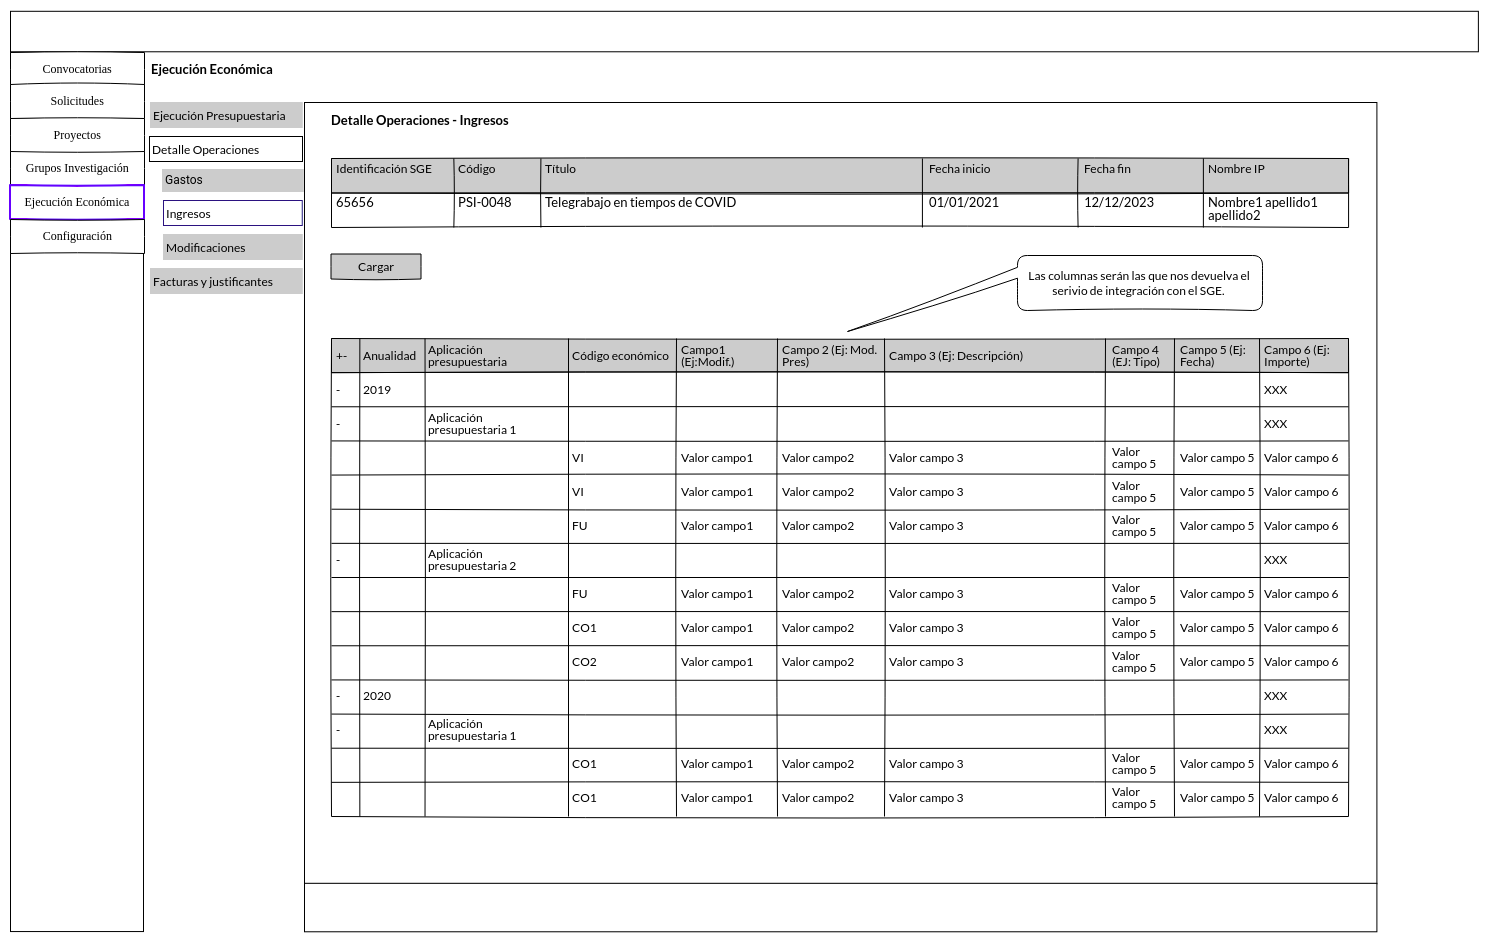 Convocatorias
Solicitudes
Proyectos
Grupos Investigación
Ejecución Económica
Configuración
Ejecución Económica
Ejecución Presupuestaria
Detalle Operaciones
Gastos
Ingresos
Modificaciones
Facturas y justificantes
Detalle Operaciones - Ingresos
Identificación SGE Código Título Fecha inicio Fecha fin Nombre IP
65656 PSI-0048 Telegrabajo en tiempos de COVID 01/01/2021 12/12/2023 Nombre1 apellido1
apellido2
Cargar
Las columnas serán las que nos devuelva el
serivio de integración con el SGE.
+- Anualidad Aplicación presupuestaria Código económico Campo1 (Ej:Modif.) Campo 2 (Ej: Mod. Pres) Campo 3 (Ej: Descripción) Campo 4 (EJ: Tipo) Campo 5 (Ej: Fecha) Campo 6 (Ej: Importe)
- 2019 XXX
- Aplicación presupuestaria 1 XXX
VI Valor campo1 Valor campo2 Valor campo 3 Valor campo 5 Valor campo 5 Valor campo 6
VI Valor campo1 Valor campo2 Valor campo 3 Valor campo 5 Valor campo 5 Valor campo 6
FU Valor campo1 Valor campo2 Valor campo 3 Valor campo 5 Valor campo 5 Valor campo 6
- Aplicación presupuestaria 2 XXX
FU Valor campo1 Valor campo2 Valor campo 3 Valor campo 5 Valor campo 5 Valor campo 6
CO1 Valor campo1 Valor campo2 Valor campo 3 Valor campo 5 Valor campo 5 Valor campo 6
CO2 Valor campo1 Valor campo2 Valor campo 3 Valor campo 5 Valor campo 5 Valor campo 6
- 2020 XXX
- Aplicación presupuestaria 1 XXX
CO1 Valor campo1 Valor campo2 Valor campo 3 Valor campo 5 Valor campo 5 Valor campo 6
CO1 Valor campo1 Valor campo2 Valor campo 3 Valor campo 5 Valor campo 5 Valor campo 6